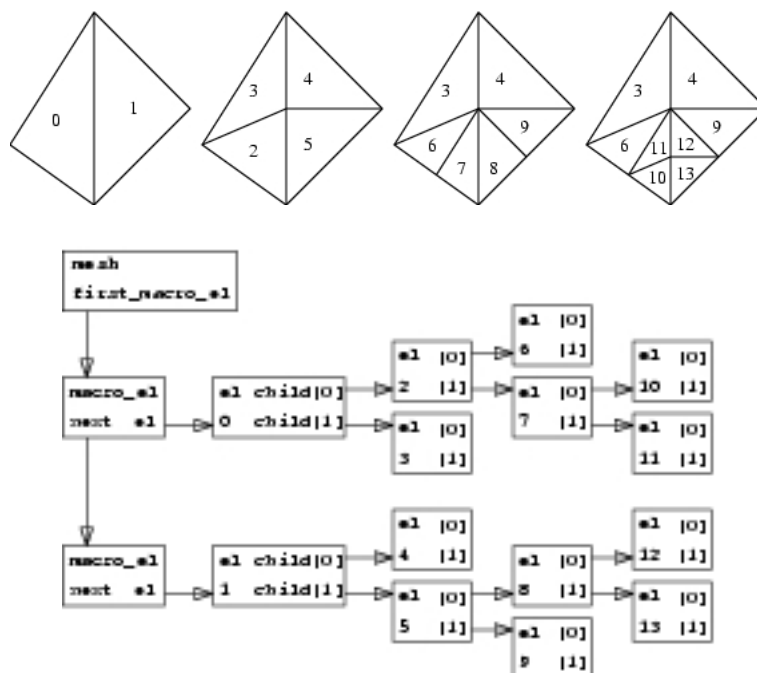 0 1
3 4
2 5
3 4
6 7 8 9
3 4
6 11 12 9
10 13
mesh
first_macro_el
macro_el
next el
el child[0]
0 child[1]
el [0]
2 [1]
el [0]
3 [1]
el [0]
6 [1]
el [0]
7 [1]
el [0]
10 [1]
el [0]
11 [1]
macro_el
next el
el child[0]
1 child[1]
el [0]
4 [1]
el [0]
5 [1]
el [0]
8 [1]
el [0]
9 [1]
el [0]
12 [1]
el [0]
13 [1]